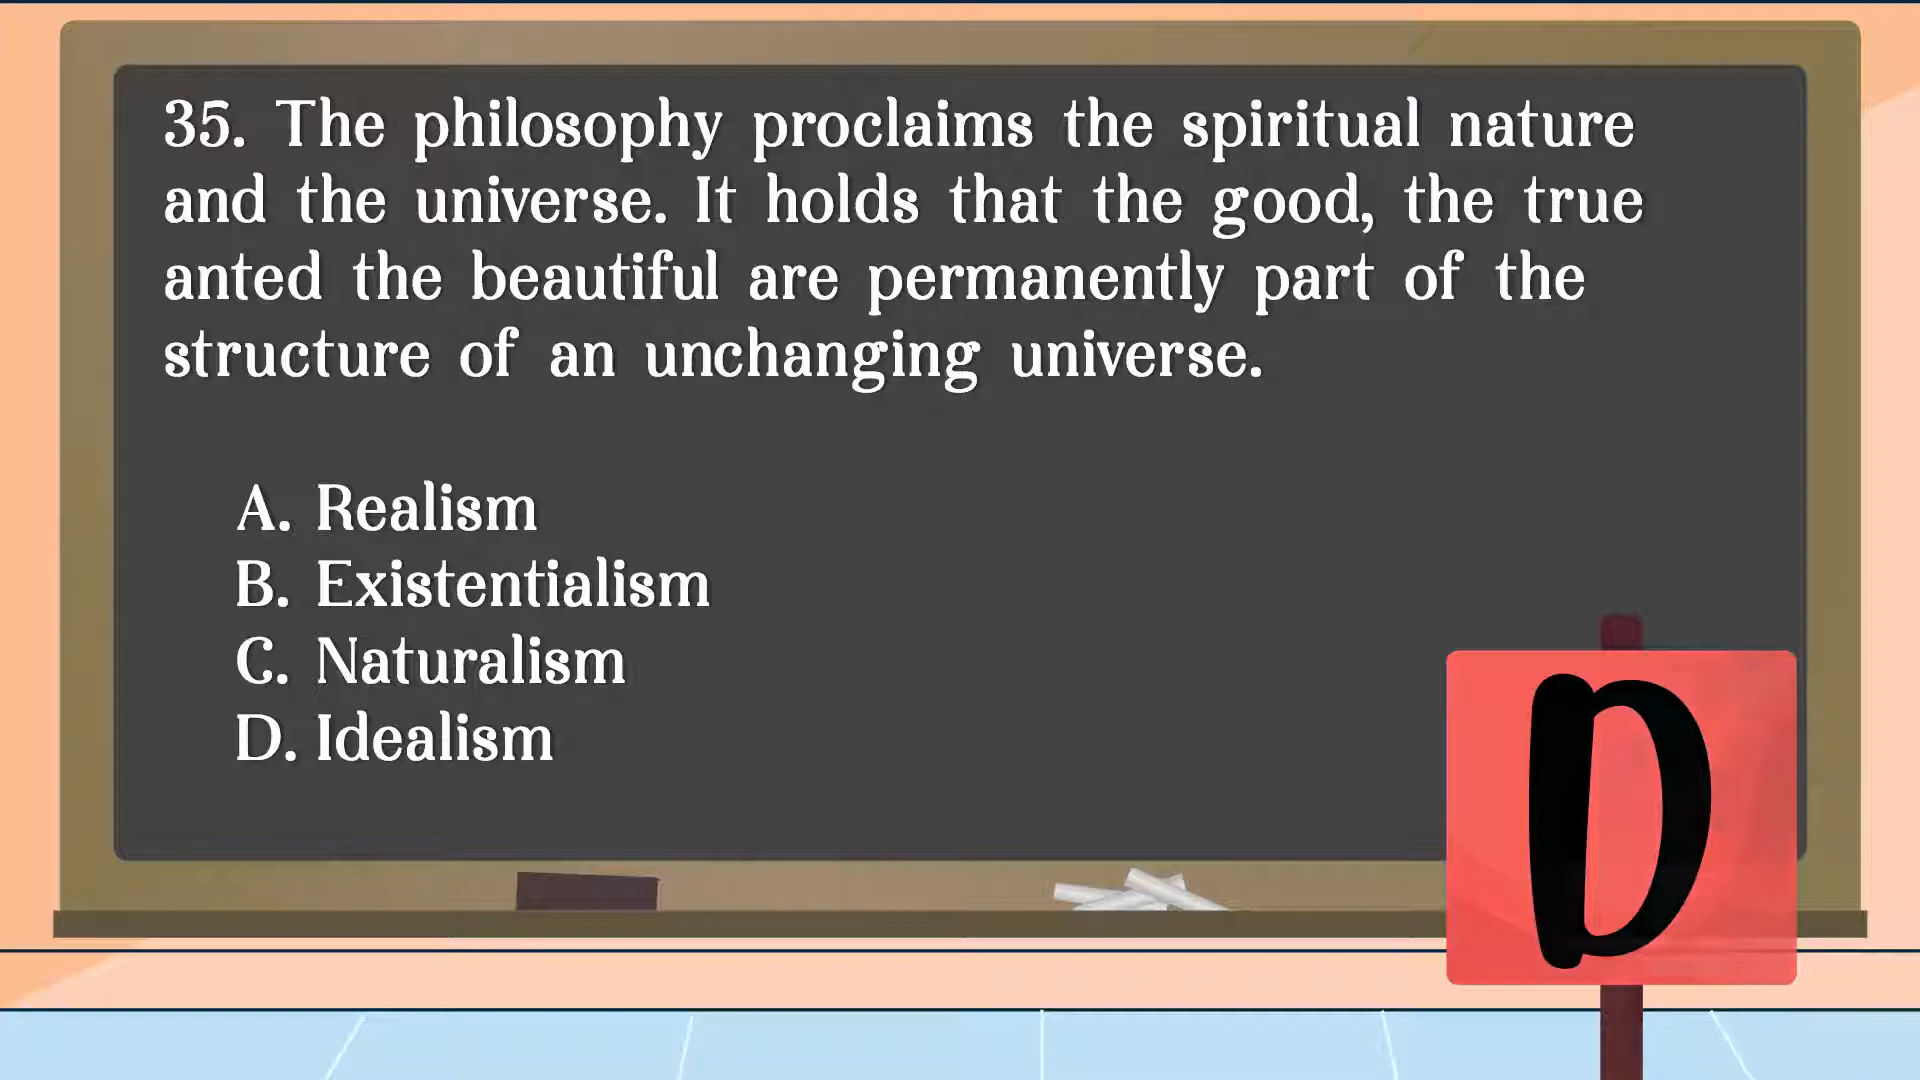 35. The philosophy proclaims the spiritual nature
and the universe. It holds that the good, the true
anted the beautiful are permanently part of the
structure of an unchanging universe.
A. Realism
B. Existentialism
C. Naturalism
D. Idealism
D